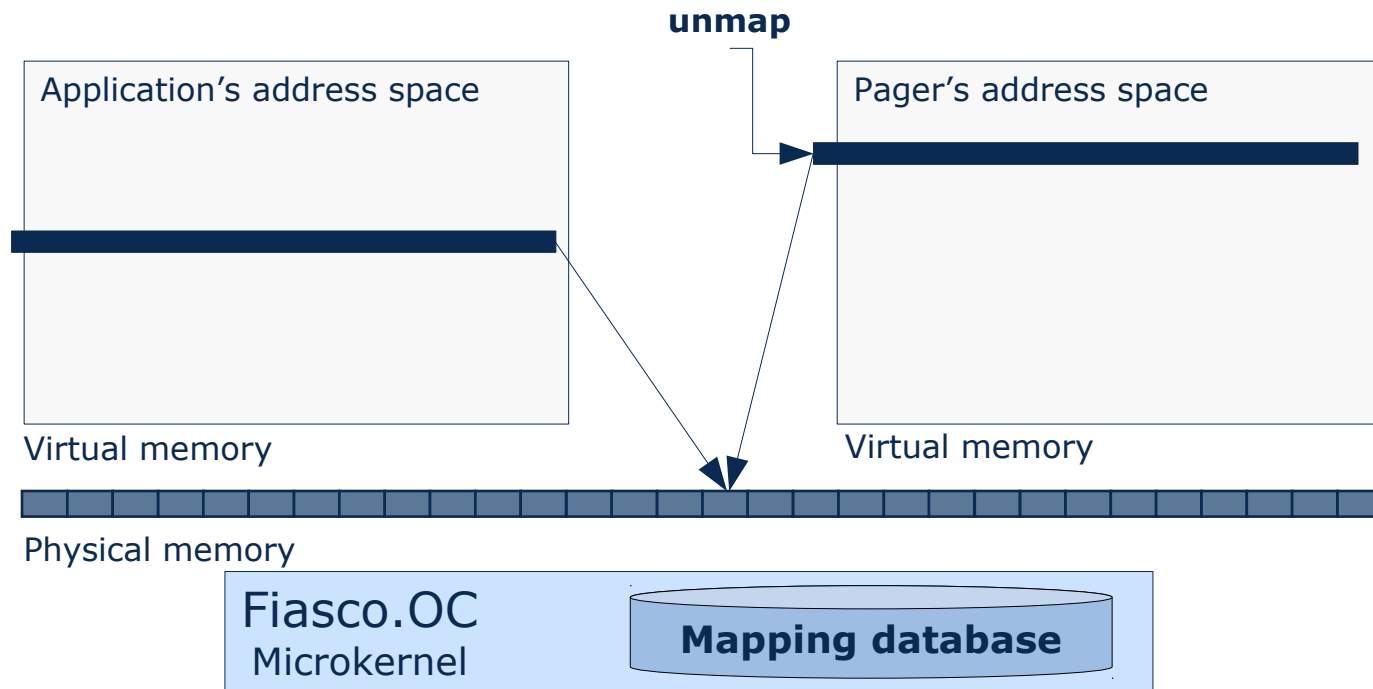 unmap
Application’s address space
Pager’s address space
Virtual memory
Virtual memory
Physical memory
Fiasco.OC
Microkernel
Mapping database